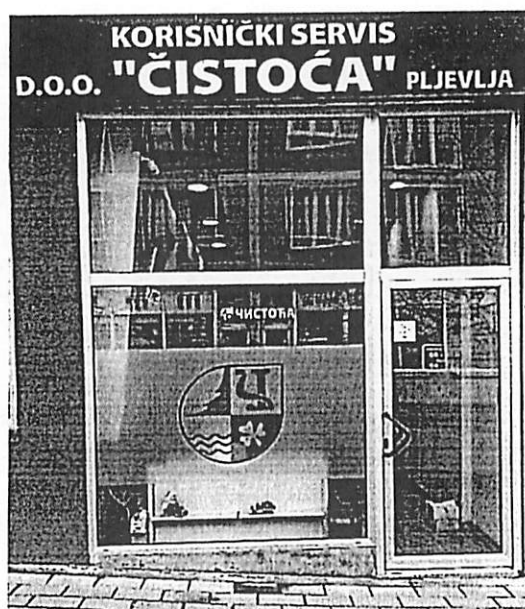 KORISNIČKI SERVIS
D.O.O. "ČISTOĆA" PLJEVLJA
ЧИСТОЋА